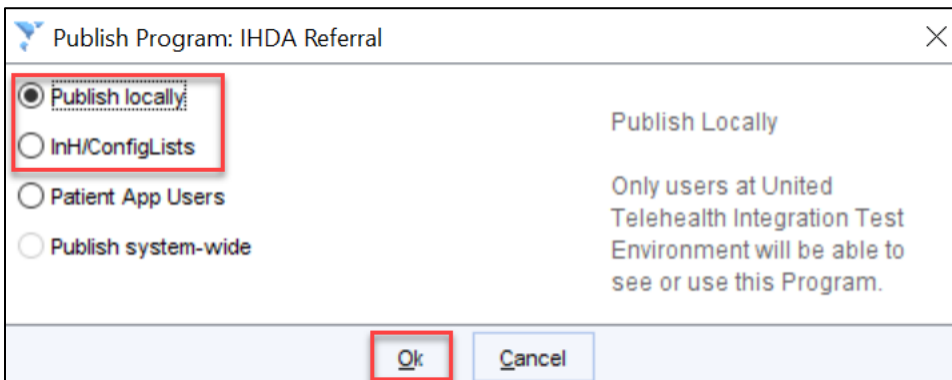 Publish Program: IHDA Referral
Publish locally
InH/ConfigLists
Patient App Users
Publish system-wide
Publish Locally
Only users at United
Telehealth Integration Test
Environment will be able to
see or use this Program.
Ok
Cancel